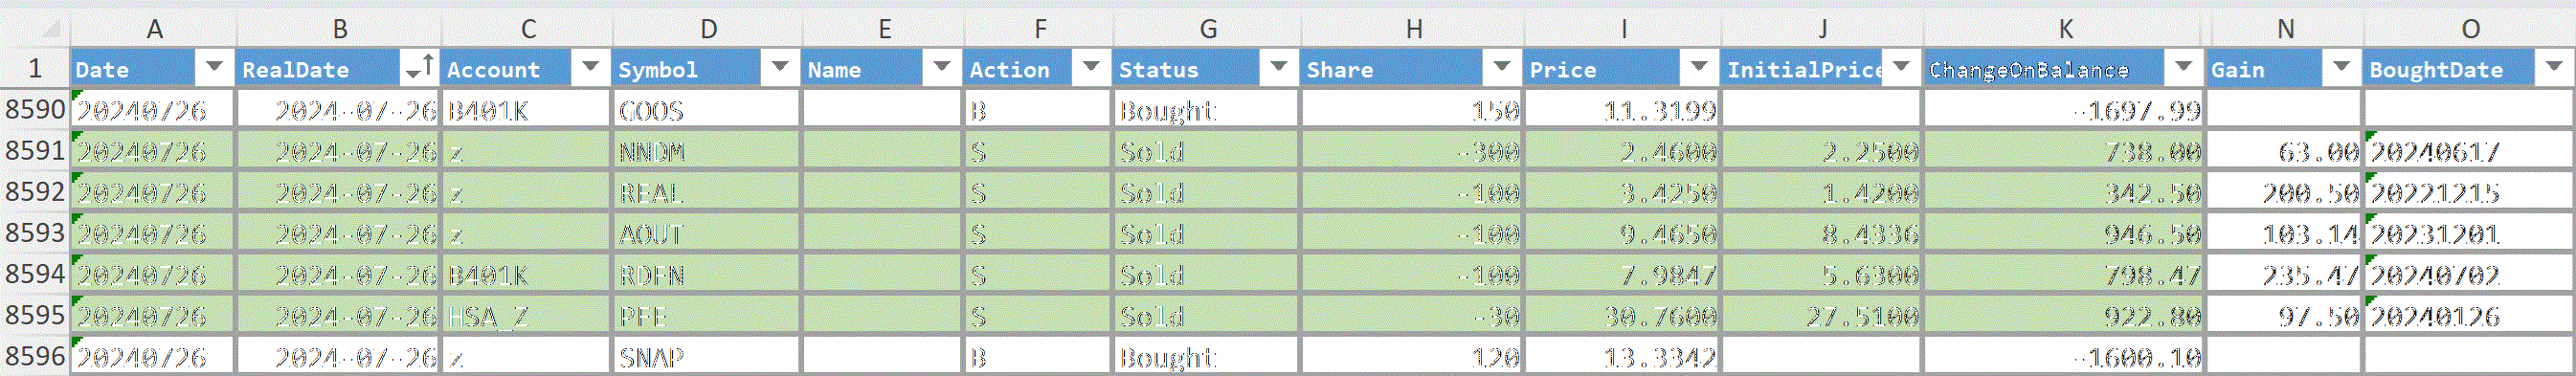 A B C D E F G H I J K N O
1 Date RealDate Account Symbol Name Action Status Share Price InitialPrice ChangeOnBalance Gain BoughtDate
8590 20240726 2024-07-26 B401K GOOS B Bought 150 11.3199 -1697.99
8591 20240726 2024-07-26 z NNDM S Sold -300 2.4600 2.2500 738.00 63.00 20240617
8592 20240726 2024-07-26 z REAL S Sold -100 3.4250 1.4200 342.50 200.50 20221215
8593 20240726 2024-07-26 z AOUT S Sold -100 9.4650 8.4336 946.50 103.14 20231201
8594 20240726 2024-07-26 B401K RDFN S Sold -100 7.9847 5.6300 798.47 235.47 20240702
8595 20240726 2024-07-26 HSA_Z PFE S Sold -30 30.7600 27.5100 922.80 97.50 20240126
8596 20240726 2024-07-26 z SNAP B Bought 120 13.3342 -1600.10